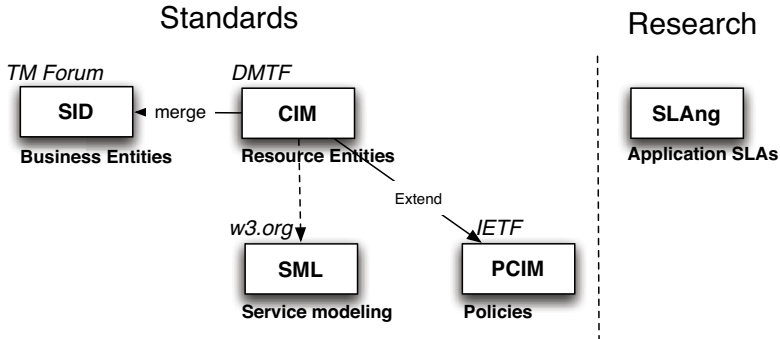 Standards
Research
TM Forum
DMTF
SID
merge
CIM
SLAng
Business Entities
Resource Entities
Application SLAs
Extend
w3.org
IETF
SML
PCIM
Service modeling
Policies